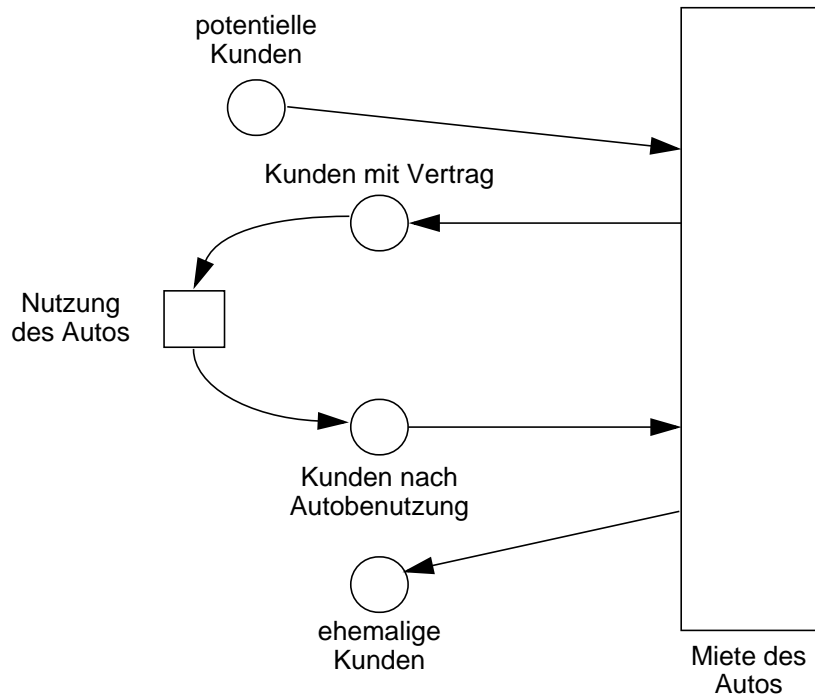 potentielle
Kunden
Kunden mit Vertrag
Nutzung
des Autos
Kunden nach
Autobenutzung
ehemalige
Kunden
Miete des
Autos